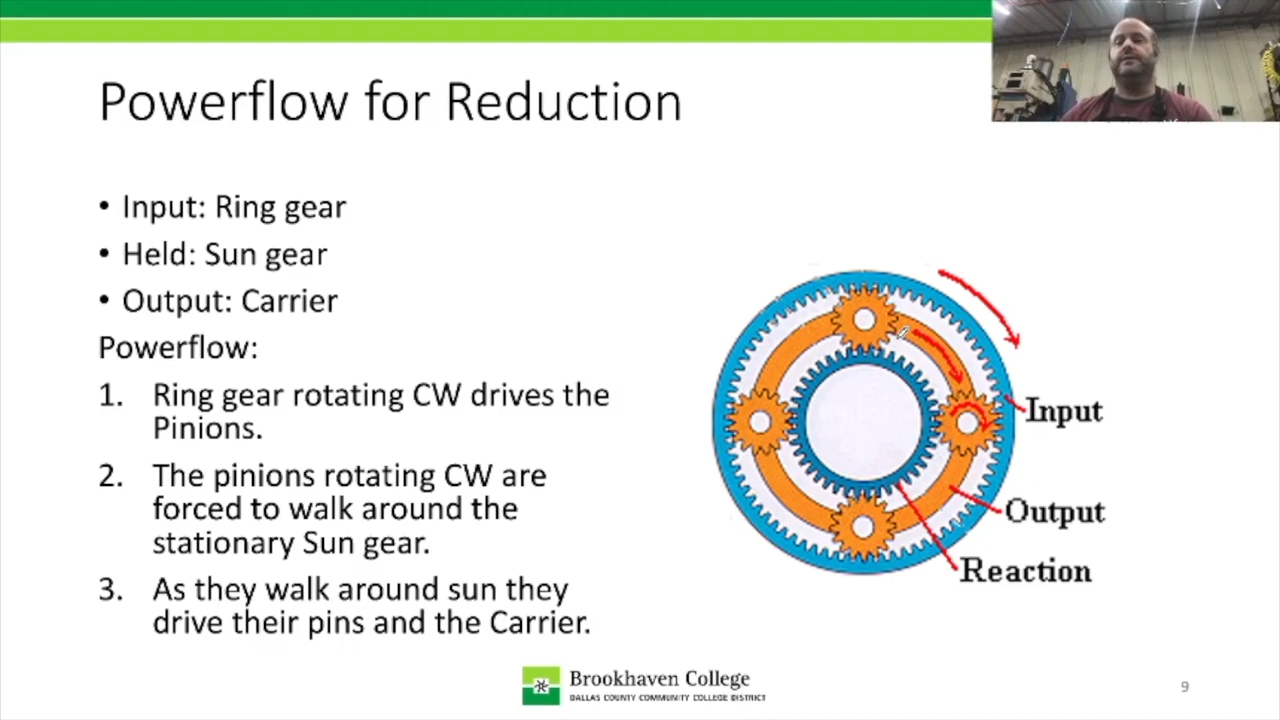 Powerflow for Reduction
• Input: Ring gear
• Held: Sun gear
• Output: Carrier
Powerflow:
1. Ring gear rotating CW drives the
Pinions.
2. The pinions rotating CW are
forced to walk around the
stationary Sun gear.
3. As they walk around sun they
drive their pins and the Carrier.
Input
Output
Reaction
Brookhaven College
DALLAS COUNTY COMMUNITY COLLEGE DISTRICT
9